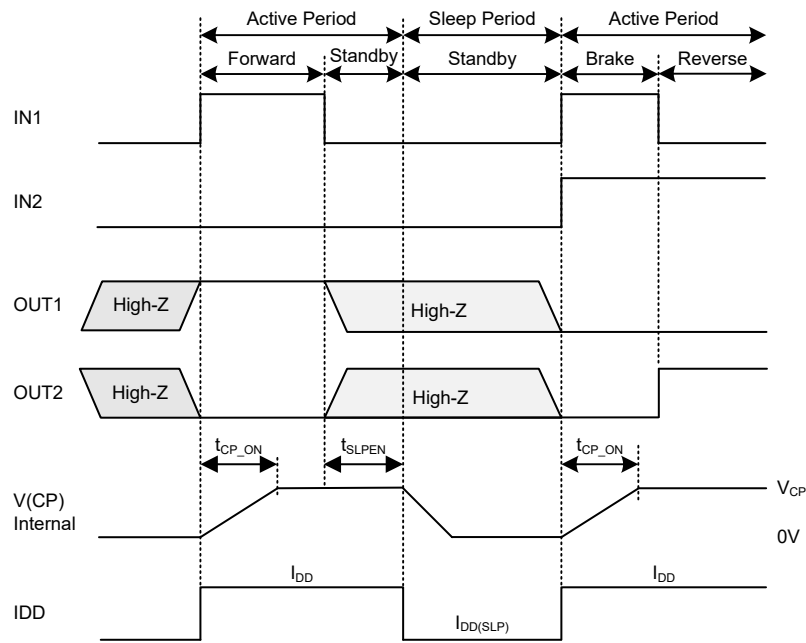 Active Period Sleep Period Active Period
Forward Standby Standby Brake Reverse
IN1
IN2
OUT1 High-Z High-Z
OUT2 High-Z High-Z
tCP_ON tSLPEN tCP_ON
V(CP) VCP
Internal 0V
IDD IDD
IDD IDD(SLP)